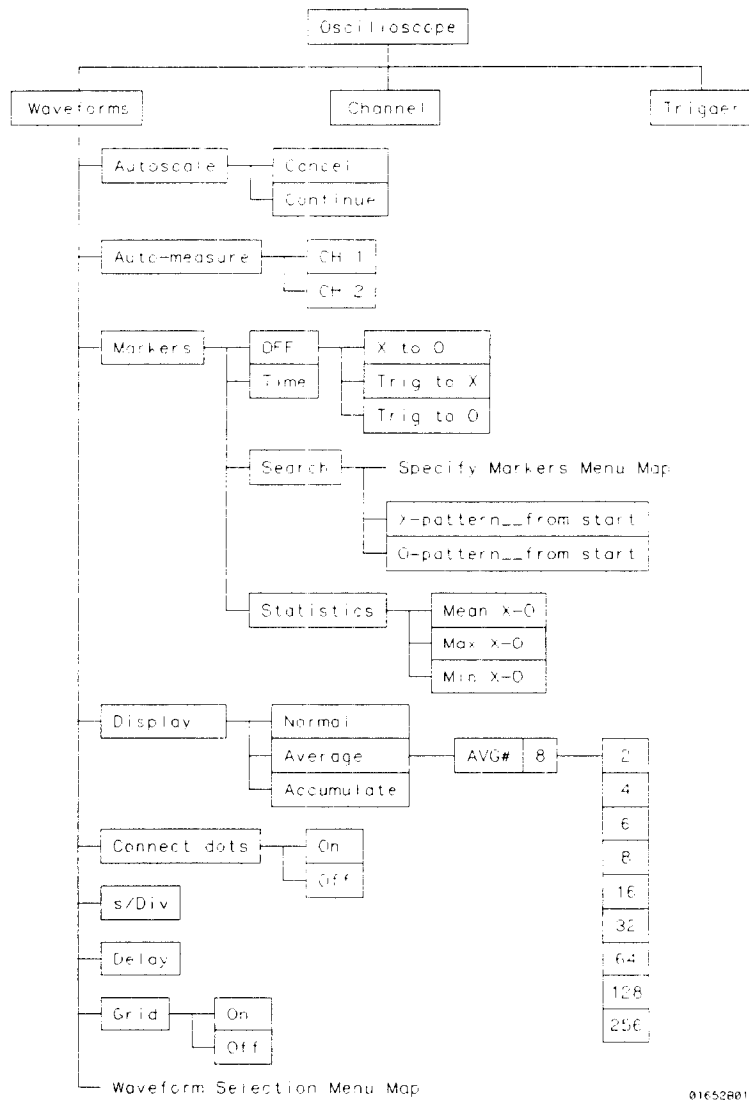 Oscilloscope
Waveforms
Channel
Trigger
Autoscale
Cancel
Continue
Auto-measure
CH 1
CH 2
Markers
OFF
Time
X to O
Trig to X
Trig to O
Search
Specify Markers Menu Map
X-pattern__from start
O-pattern__from start
Statistics
Mean X-O
Max X-O
Min X-O
Display
Normal
Average
Accumulate
AVG# 8
2
4
6
8
16
32
64
128
256
Connect dots
On
Off
s/Div
Delay
Grid
On
Off
Waveform Selection Menu Map
01652B01